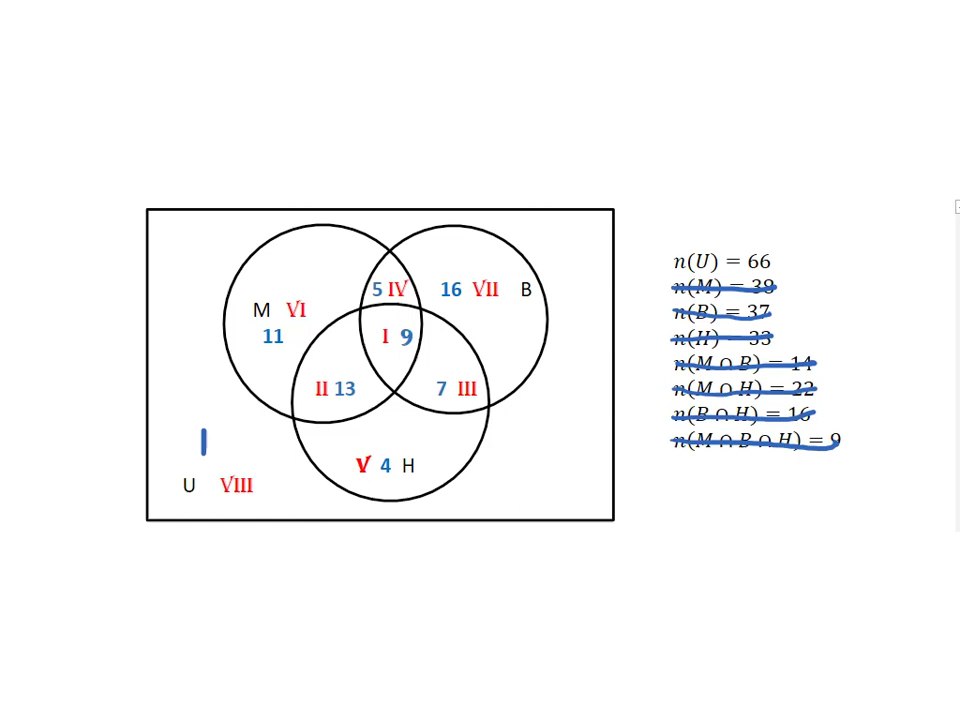 5 IV 16 VII B
M VI
11 I 9
II 13 7 III
1
V 4 H
U VIII
n(U) = 66
n(M) = 38
n(B) = 37
n(H) = 33
n(M ∩ B) = 14
n(M ∩ H) = 22
n(B ∩ H) = 16
n(M ∩ B ∩ H) = 9